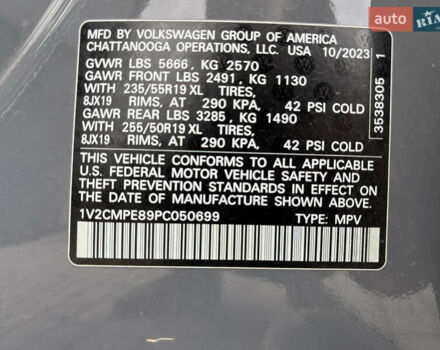 auto RIA
MFD BY VOLKSWAGEN GROUP OF AMERICA
CHATTANOOGA OPERATIONS, LLC. USA 10/2023
GVWR LBS 5666, KG 2570
GAWR FRONT LBS 2491, KG 1130
WITH 235/55R19 XL TIRES,
8JX19 RIMS, AT 290 KPA, 42 PSI COLD
GAWR REAR LBS 3285, KG 1490
WITH 255/50R19 XL TIRES,
8JX19 RIMS, AT 290 KPA, 42 PSI COLD
THIS VEHICLE CONFORMS TO ALL APPLICABLE
U.S. FEDERAL MOTOR VEHICLE SAFETY AND
THEFT PREVENTION STANDARDS IN EFFECT ON
THE DATE OF MANUFACTURE SHOWN ABOVE.
1V2CMPE89PC050699 TYPE: MPV
3538305 1